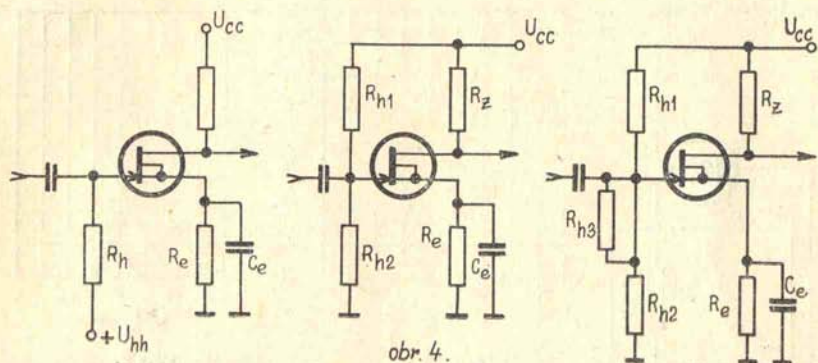 U_cc
R_h
R_e
C_e
+U_hh
U_cc
R_h1
R_z
R_h2
R_e
C_e
U_cc
R_h1
R_z
R_h3
R_h2
R_e
C_e
obr. 4.